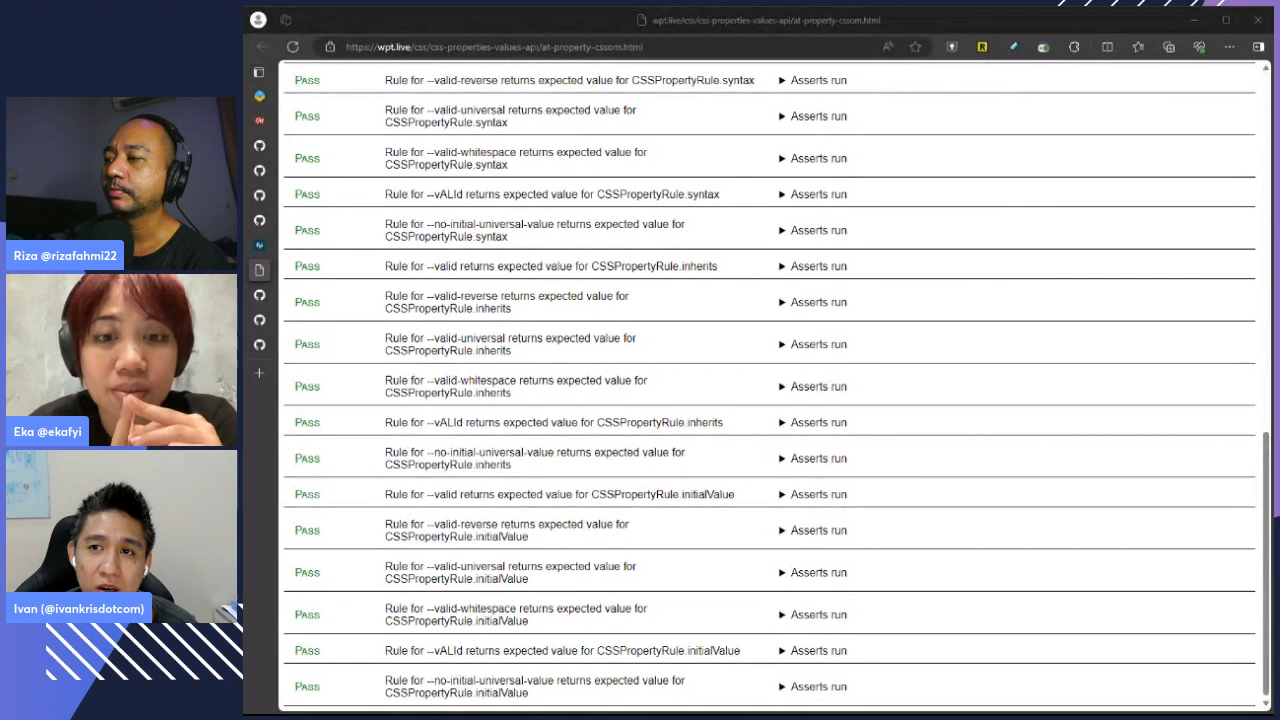 wpt.live/css/css-properties-values-api/at-property-cssom.html
https://wpt.live/css/css-properties-values-api/at-property-cssom.html
PASS Rule for --valid-reverse returns expected value for CSSPropertyRule.syntax ▶ Asserts run
PASS Rule for --valid-universal returns expected value for
CSSPropertyRule.syntax ▶ Asserts run
PASS Rule for --valid-whitespace returns expected value for
CSSPropertyRule.syntax ▶ Asserts run
PASS Rule for --vALId returns expected value for CSSPropertyRule.syntax ▶ Asserts run
PASS Rule for --no-initial-universal-value returns expected value for
CSSPropertyRule.syntax ▶ Asserts run
PASS Rule for --valid returns expected value for CSSPropertyRule.inherits ▶ Asserts run
PASS Rule for --valid-reverse returns expected value for
CSSPropertyRule.inherits ▶ Asserts run
PASS Rule for --valid-universal returns expected value for
CSSPropertyRule.inherits ▶ Asserts run
PASS Rule for --valid-whitespace returns expected value for
CSSPropertyRule.inherits ▶ Asserts run
PASS Rule for --vALId returns expected value for CSSPropertyRule.inherits ▶ Asserts run
PASS Rule for --no-initial-universal-value returns expected value for
CSSPropertyRule.inherits ▶ Asserts run
PASS Rule for --valid returns expected value for CSSPropertyRule.initialValue ▶ Asserts run
PASS Rule for --valid-reverse returns expected value for
CSSPropertyRule.initialValue ▶ Asserts run
PASS Rule for --valid-universal returns expected value for
CSSPropertyRule.initialValue ▶ Asserts run
PASS Rule for --valid-whitespace returns expected value for
CSSPropertyRule.initialValue ▶ Asserts run
PASS Rule for --vALId returns expected value for CSSPropertyRule.initialValue ▶ Asserts run
PASS Rule for --no-initial-universal-value returns expected value for
CSSPropertyRule.initialValue ▶ Asserts run
Riza @rizafahmi22
Eka @ekafyi
Ivan (@ivankrisdotcom)